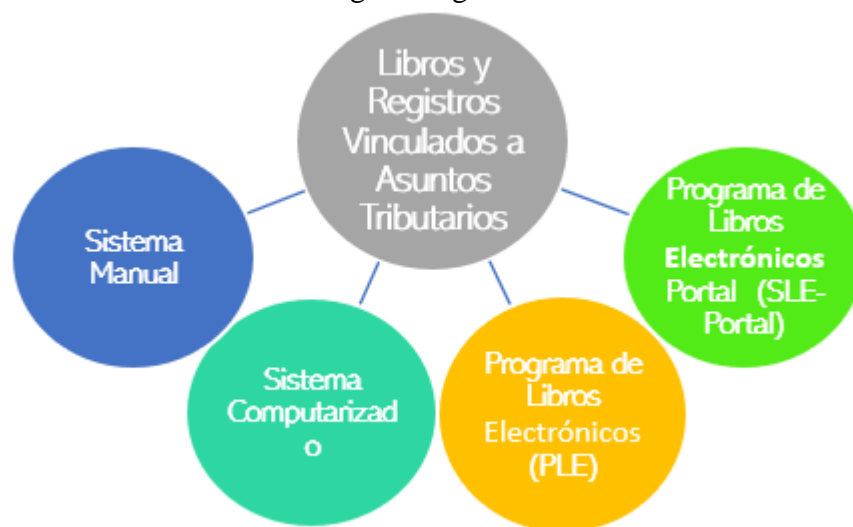 Libros y
Registros
Vinculados a
Asuntos
Tributarios
Sistema
Manual
Sistema
Computarizad
o
Programa de
Libros
Electrónicos
(PLE)
Programa de
Libros
Electrónicos
Portal (SLE-
Portal)